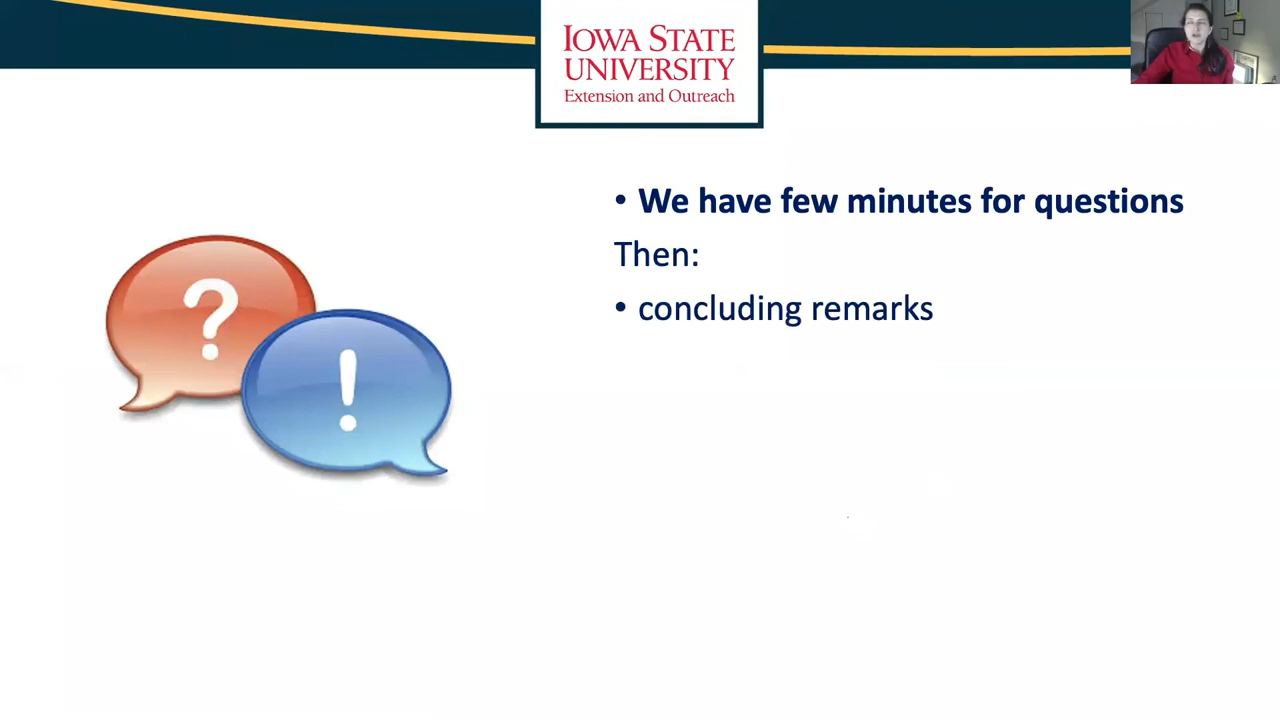 IOWA STATE
UNIVERSITY
Extension and Outreach
• We have few minutes for questions
Then:
• concluding remarks
?
!